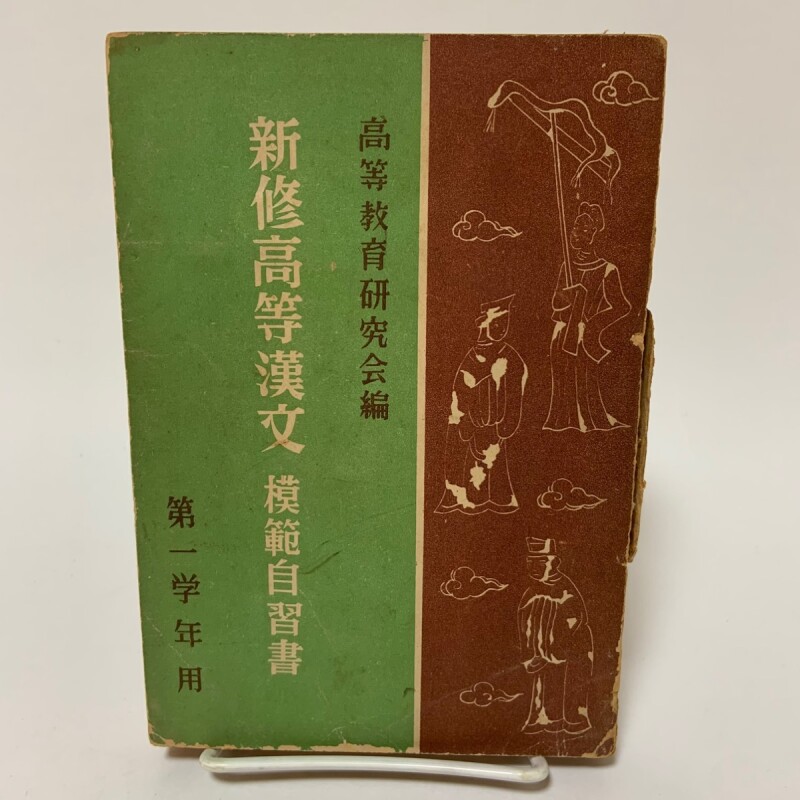 高等教育研究会編
新修高等漢文 模範自習書
第一学年用